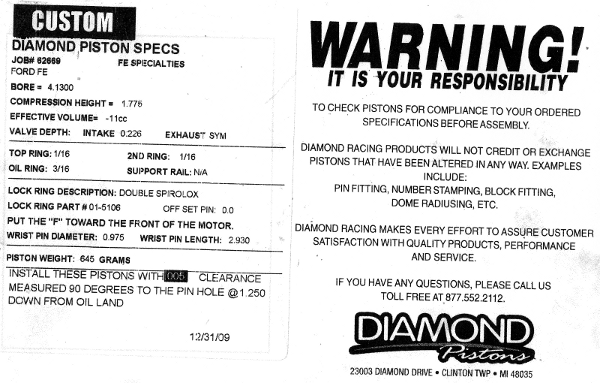 CUSTOM
DIAMOND PISTON SPECS
JOB# 62669 FE SPECIALTIES
FORD FE
BORE = 4.1300
COMPRESSION HEIGHT = 1.776
EFFECTIVE VOLUME= -11cc
VALVE DEPTH: INTAKE 0.226 EXHAUST SYM
TOP RING: 1/16 2ND RING: 1/16
OIL RING: 3/16 SUPPORT RAIL: N/A
LOCK RING DESCRIPTION: DOUBLE SPIROLOX
LOCK RING PART # 01-5106 OFF SET PIN: 0.0
PUT THE "F" TOWARD THE FRONT OF THE MOTOR.
WRIST PIN DIAMETER: 0.975 WRIST PIN LENGTH: 2.930
PISTON WEIGHT: 645 GRAMS
INSTALL THESE PISTONS WITH .005 CLEARANCE
MEASURED 90 DEGREES TO THE PIN HOLE @1.250
DOWN FROM OIL LAND
12/31/09
WARNING!
IT IS YOUR RESPONSIBILITY
TO CHECK PISTONS FOR COMPLIANCE TO YOUR ORDERED
SPECIFICATIONS BEFORE ASSEMBLY.
DIAMOND RACING PRODUCTS WILL NOT CREDIT OR EXCHANGE
PISTONS THAT HAVE BEEN ALTERED IN ANY WAY. EXAMPLES
INCLUDE:
PIN FITTING, NUMBER STAMPING, BLOCK FITTING,
DOME RADIUSING, ETC.
DIAMOND RACING MAKES EVERY EFFORT TO ASSURE CUSTOMER
SATISFACTION WITH QUALITY PRODUCTS, PERFORMANCE
AND SERVICE.
IF YOU HAVE ANY QUESTIONS, PLEASE CALL US
TOLL FREE AT 877.552.2112.
DIAMOND
Pistons
23003 DIAMOND DRIVE • CLINTON TWP • MI 48035